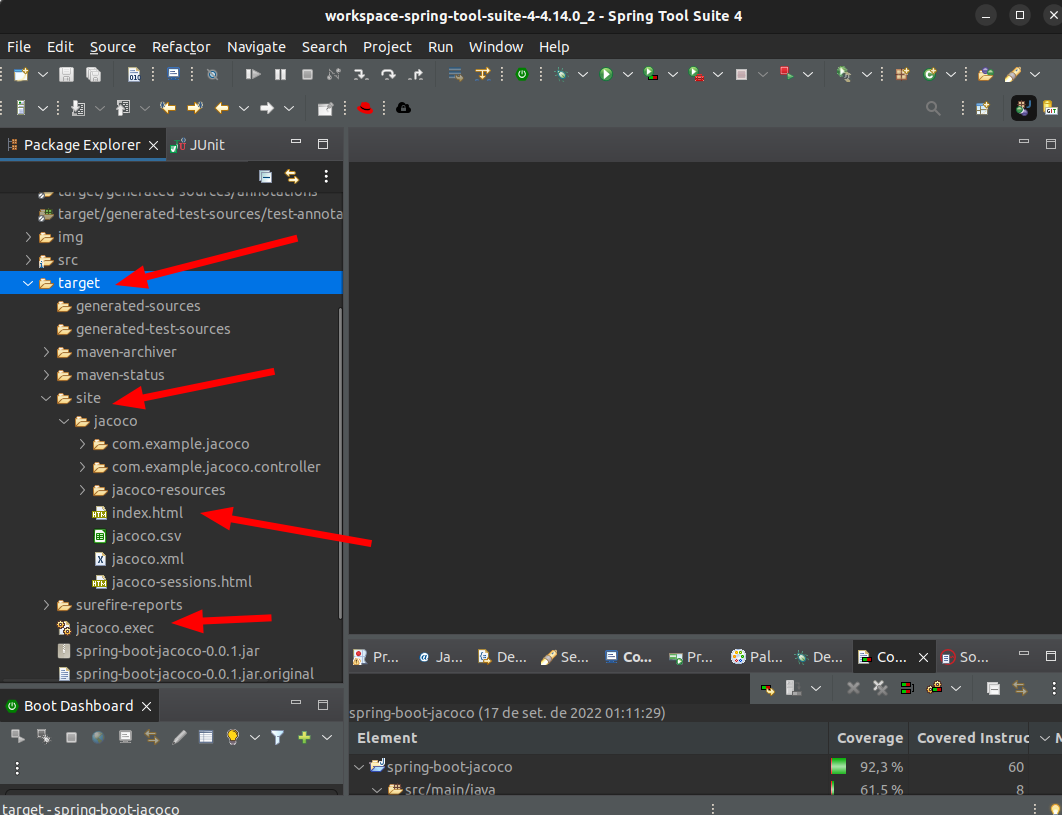 workspace-spring-tool-suite-4-4.14.0_2 - Spring Tool Suite 4
File Edit Source Refactor Navigate Search Project Run Window Help
Package Explorer JUnit
target/generated-sources/annotations
target/generated-test-sources/test-annota
img
src
target
generated-sources
generated-test-sources
maven-archiver
maven-status
site
jacoco
com.example.jacoco
com.example.jacoco.controller
jacoco-resources
index.html
jacoco.csv
jacoco.xml
jacoco-sessions.html
surefire-reports
jacoco.exec
spring-boot-jacoco-0.0.1.jar
spring-boot-jacoco-0.0.1.jar.original
Boot Dashboard
Pr... Ja... De... Se... Co... Pr... Pal... De... Co... So...
spring-boot-jacoco (17 de set. de 2022 01:11:29)
Element Coverage Covered Instruc M
spring-boot-jacoco 92,3 % 60
src/main/java 61,5 % 8
target - spring-boot-jacoco